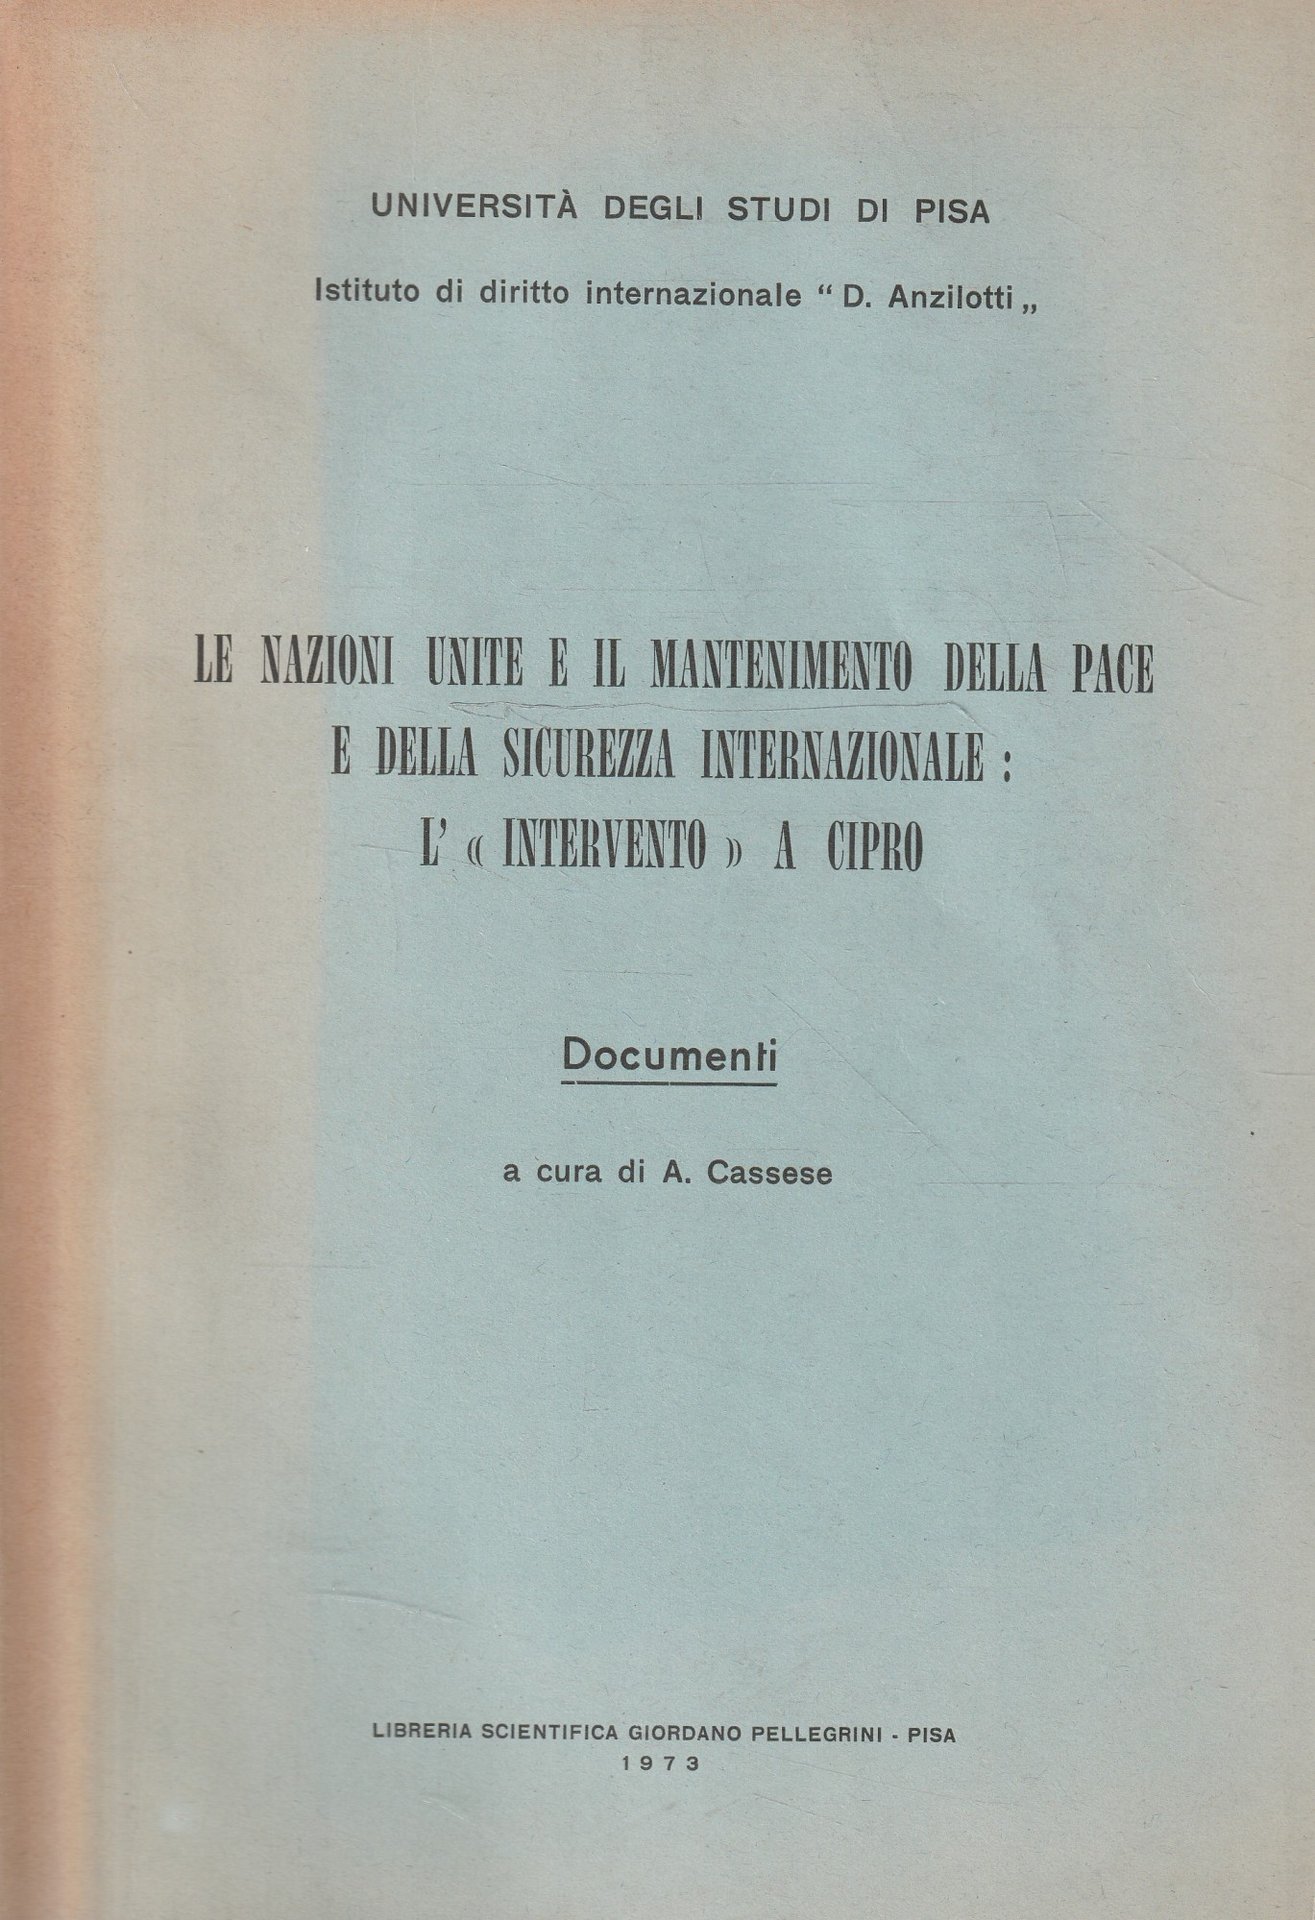 UNIVERSITÀ DEGLI STUDI DI PISA
Istituto di diritto internazionale “ D. Anzilotti „
LE NAZIONI UNITE E IL MANTENIMENTO DELLA PACE
E DELLA SICUREZZA INTERNAZIONALE :
L' « INTERVENTO » A CIPRO
Documenti
a cura di A. Cassese
LIBRERIA SCIENTIFICA GIORDANO PELLEGRINI - PISA
1973